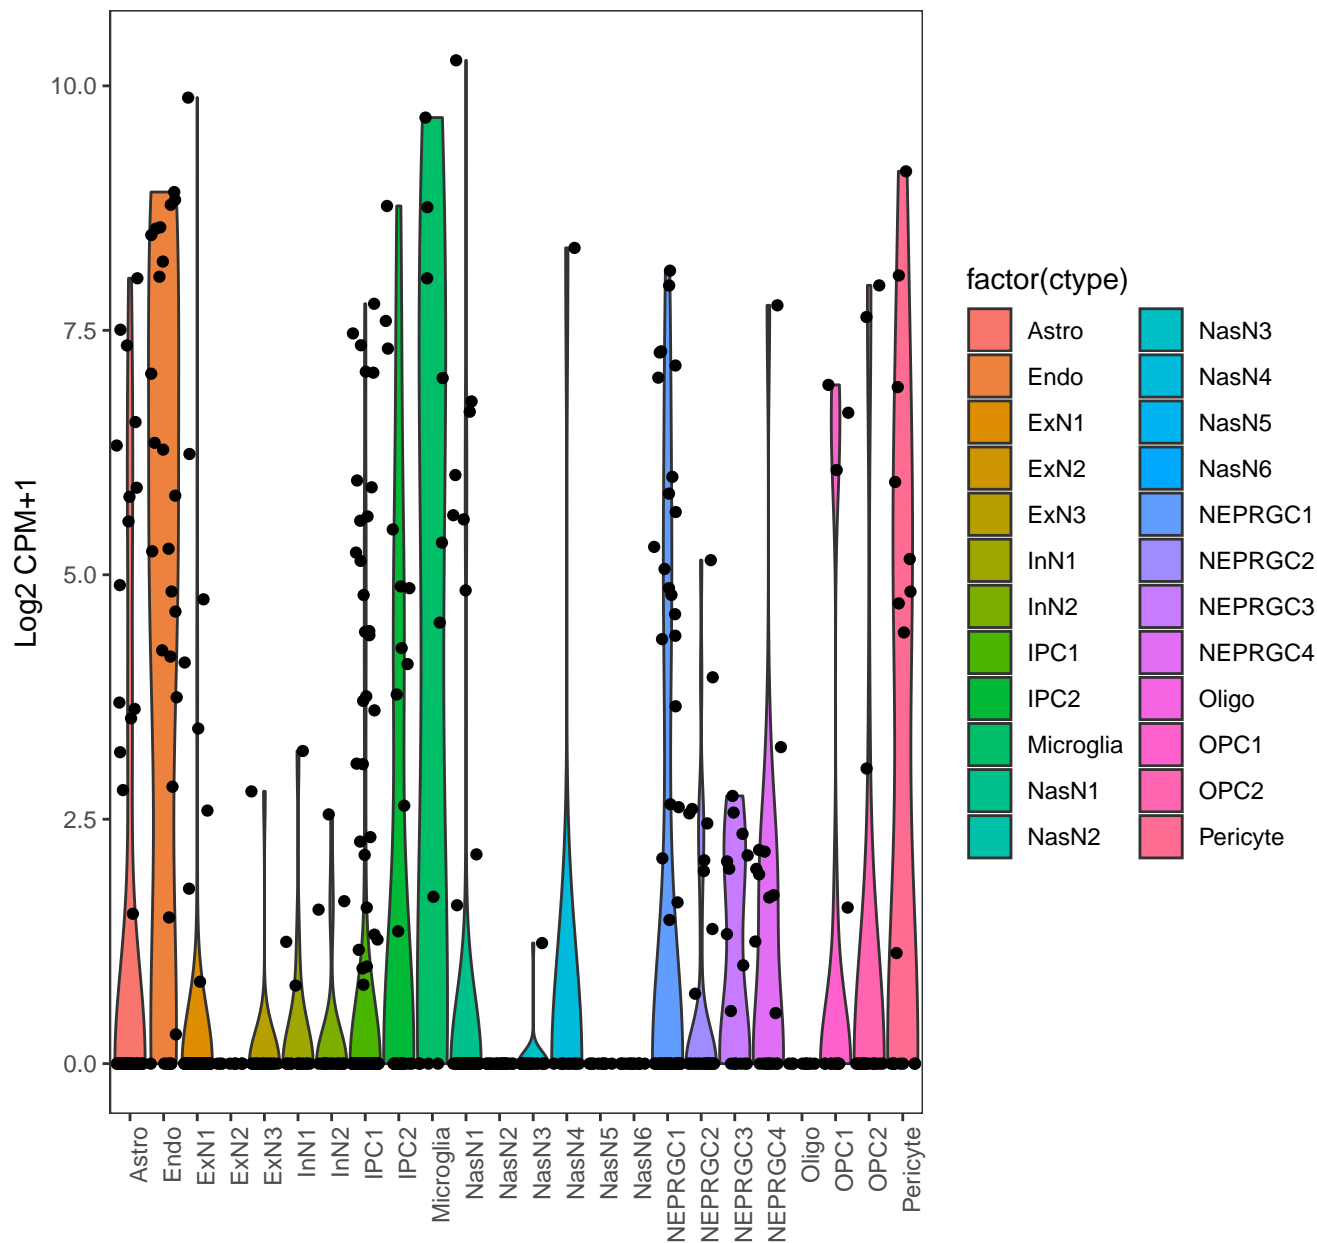 10.0
7.5
5.0
2.5
0.0
Log2 CPM+1
Astro
Endo
ExN1
ExN2
ExN3
InN1
InN2
IPC1
IPC2
Microglia
NasN1
NasN2
NasN3
NasN4
NasN5
NasN6
NEPRGC1
NEPRGC2
NEPRGC3
NEPRGC4
Oligo
OPC1
OPC2
Pericyte
factor(ctype)
Astro
Endo
ExN1
ExN2
ExN3
InN1
InN2
IPC1
IPC2
Microglia
NasN1
NasN2
NasN3
NasN4
NasN5
NasN6
NEPRGC1
NEPRGC2
NEPRGC3
NEPRGC4
Oligo
OPC1
OPC2
Pericyte